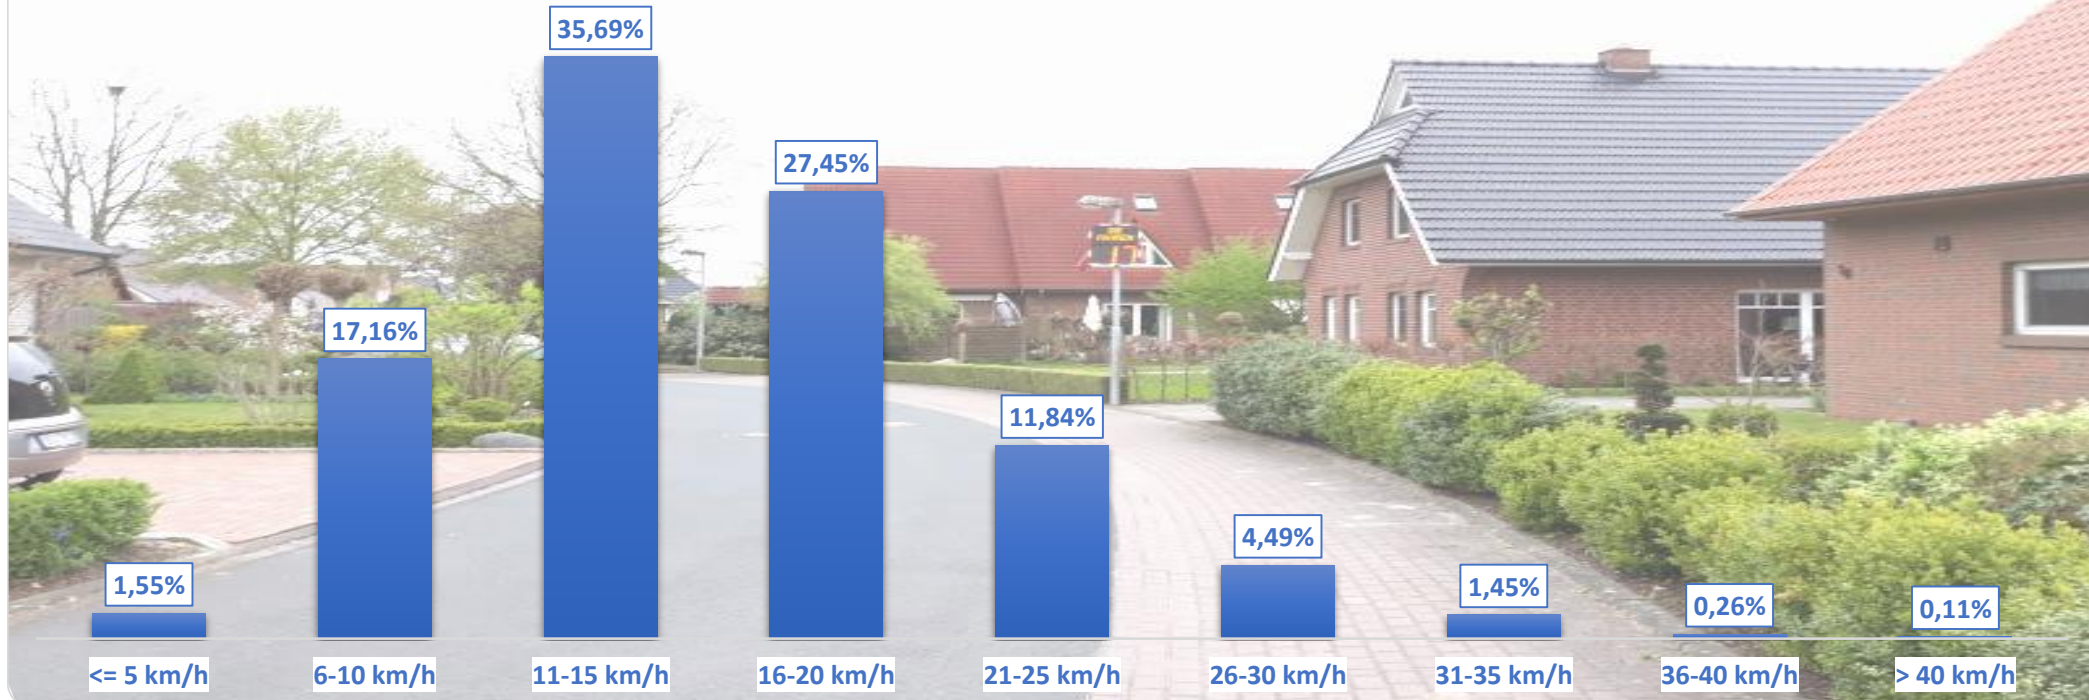 35,69%
27,45%
17,16%
11,84%
4,49%
1,55%
1,45%
0,26%
0,11%
17
<= 5 km/h
6-10 km/h
11-15 km/h
16-20 km/h
21-25 km/h
26-30 km/h
31-35 km/h
36-40 km/h
> 40 km/h